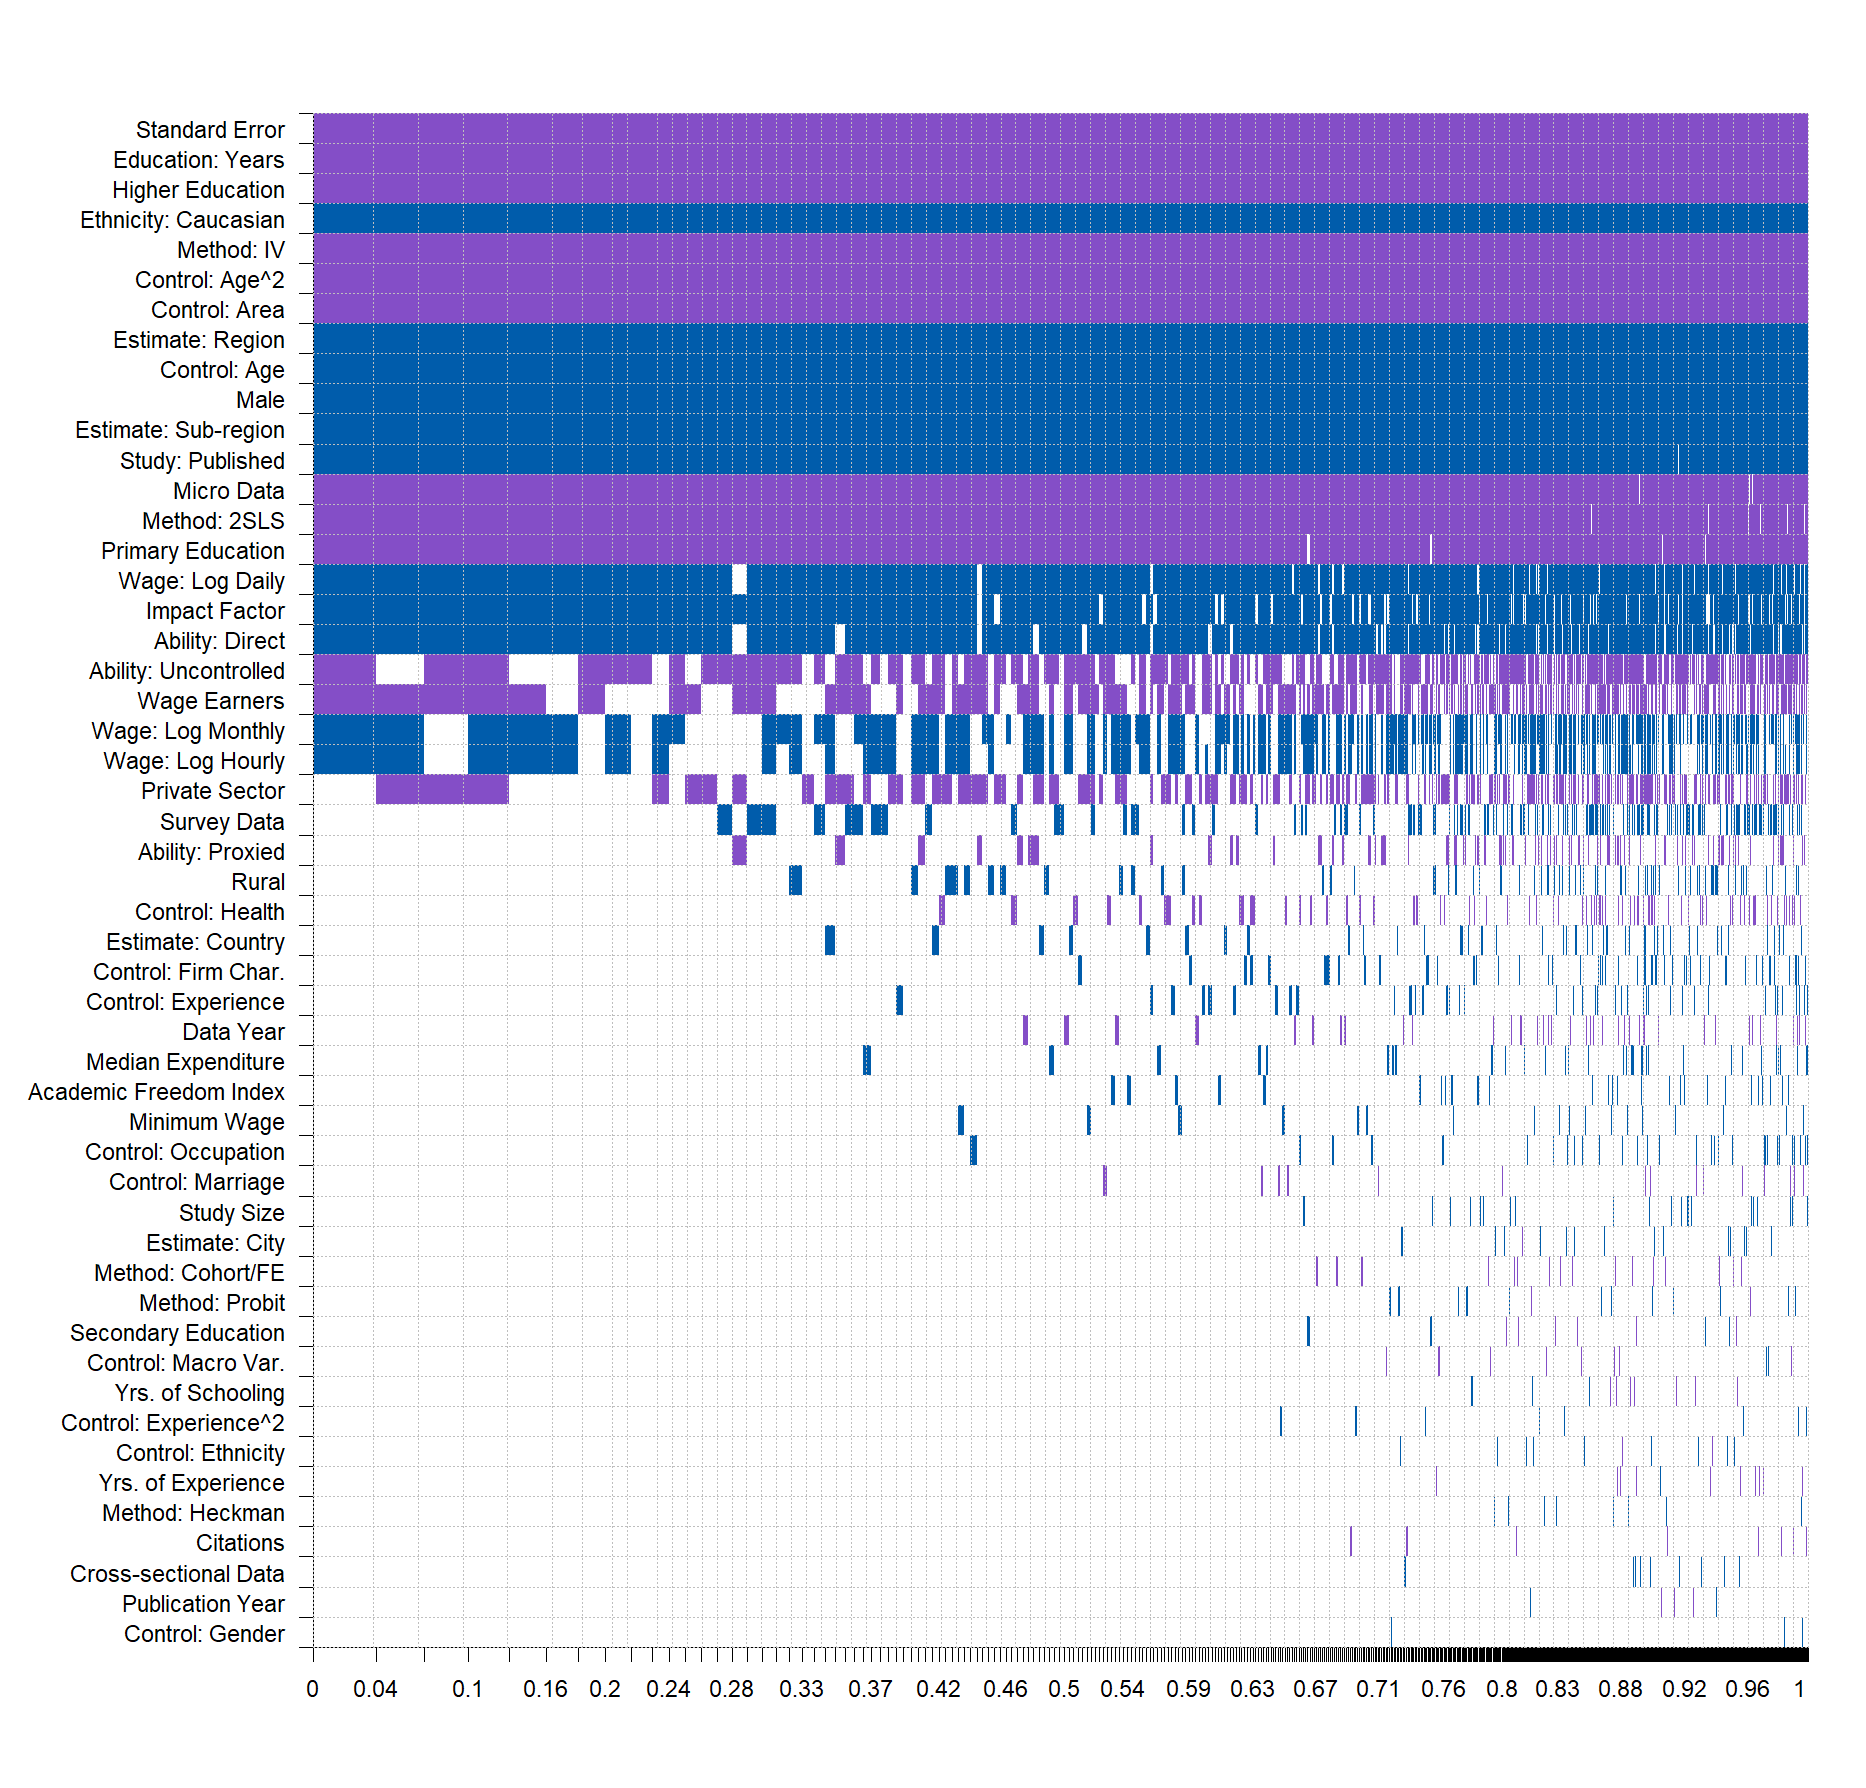 Standard Error
Education: Years
Higher Education
Ethnicity: Caucasian
Method: IV
Control: Age^2
Control: Area
Estimate: Region
Control: Age
Male
Estimate: Sub-region
Study: Published
Micro Data
Method: 2SLS
Primary Education
Wage: Log Daily
Impact Factor
Ability: Direct
Ability: Uncontrolled
Wage Earners
Wage: Log Monthly
Wage: Log Hourly
Private Sector
Survey Data
Ability: Proxied
Rural
Control: Health
Estimate: Country
Control: Firm Char.
Control: Experience
Data Year
Median Expenditure
Academic Freedom Index
Minimum Wage
Control: Occupation
Control: Marriage
Study Size
Estimate: City
Method: Cohort/FE
Method: Probit
Secondary Education
Control: Macro Var.
Yrs. of Schooling
Control: Experience^2
Control: Ethnicity
Yrs. of Experience
Method: Heckman
Citations
Cross-sectional Data
Publication Year
Control: Gender
0 0.04 0.1 0.16 0.2 0.24 0.28 0.33 0.37 0.42 0.46 0.5 0.54 0.59 0.63 0.67 0.71 0.76 0.8 0.83 0.88 0.92 0.96 1